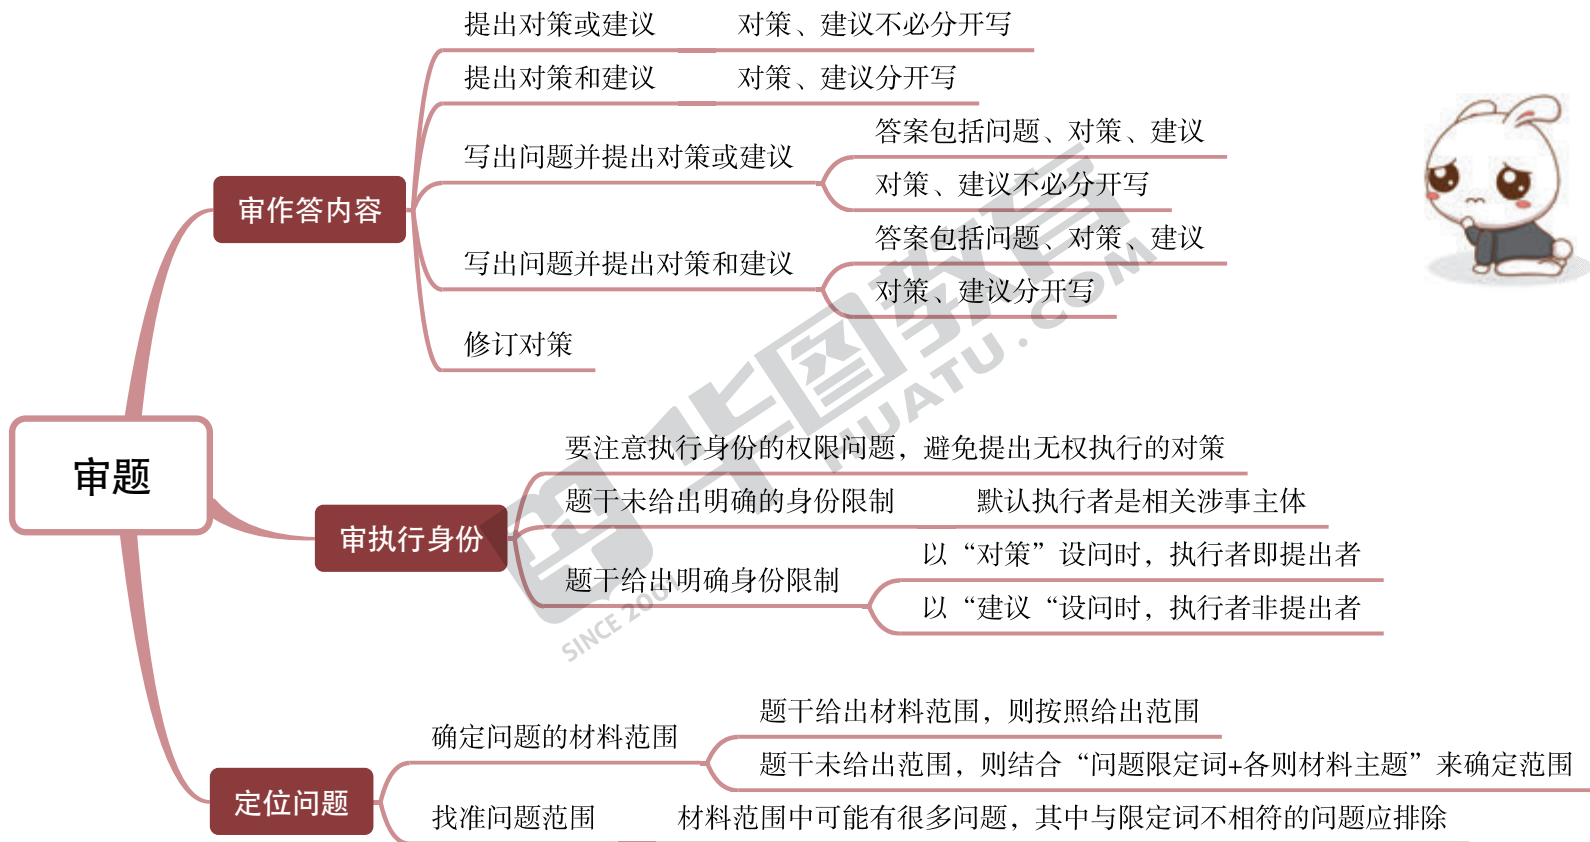 提出对策或建议 对策、建议不必分开写
提出对策和建议 对策、建议分开写
写出问题并提出对策或建议
答案包括问题、对策、建议
对策、建议不必分开写
审作答内容
写出问题并提出对策和建议
答案包括问题、对策、建议
对策、建议分开写
修订对策
审题
要注意执行身份的权限问题，避免提出无权执行的对策
题干未给出明确的身份限制 默认执行者是相关涉事主体
审执行身份
题干给出明确身份限制
以“对策”设问时，执行者即提出者
以“建议“设问时，执行者非提出者
确定问题的材料范围
题干给出材料范围，则按照给出范围
题干未给出范围，则结合“问题限定词+各则材料主题”来确定范围
定位问题
找准问题范围 材料范围中可能有很多问题，其中与限定词不相符的问题应排除
华图教育
HUATU.COM
SINCE 2001